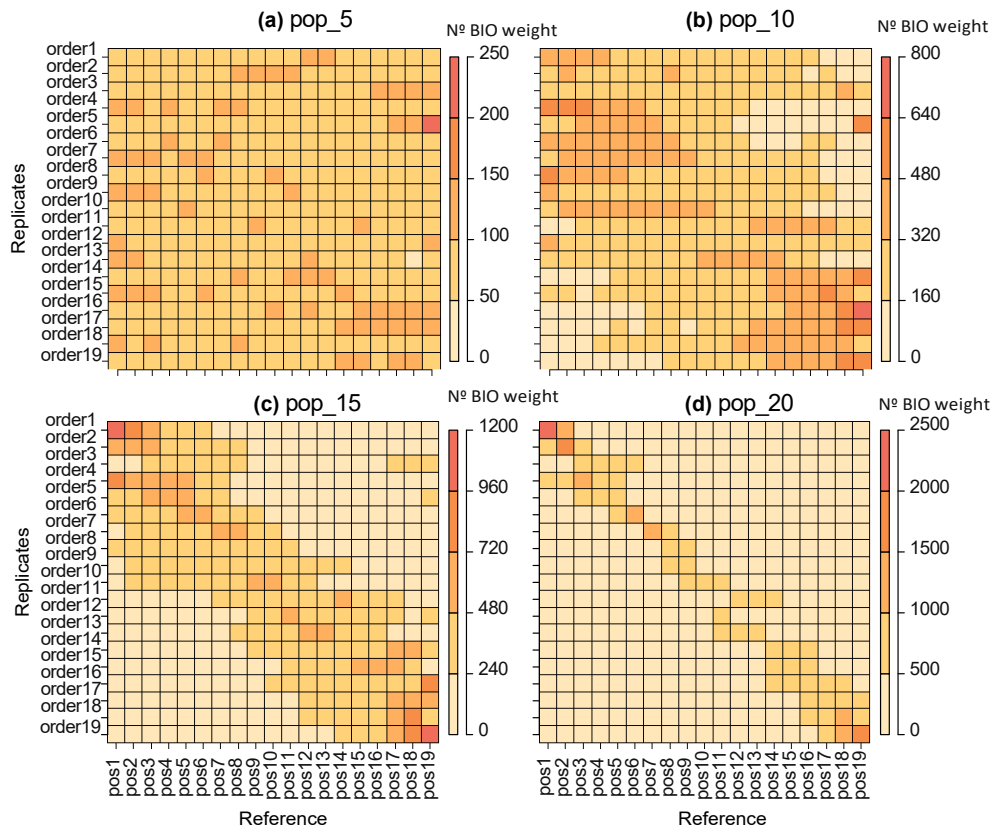 (a) pop_5
Nº BIO weight
(b) pop_10
Nº BIO weight
order1
order2
order3
order4
order5
order6
order7
order8
order9
order10
order11
order12
order13
order14
order15
order16
order17
order18
order19
Replicates
250
200
150
100
50
0
800
640
480
320
160
0
(c) pop_15
Nº BIO weight
(d) pop_20
Nº BIO weight
order1
order2
order3
order4
order5
order6
order7
order8
order9
order10
order11
order12
order13
order14
order15
order16
order17
order18
order19
Replicates
1200
960
720
480
240
0
2500
2000
1500
1000
500
0
pos1
pos2
pos3
pos4
pos5
pos6
pos7
pos8
pos9
pos10
pos11
pos12
pos13
pos14
pos15
pos16
pos17
pos18
pos19
Reference
pos1
pos2
pos3
pos4
pos5
pos6
pos7
pos8
pos9
pos10
pos11
pos12
pos13
pos14
pos15
pos16
pos17
pos18
pos19
Reference